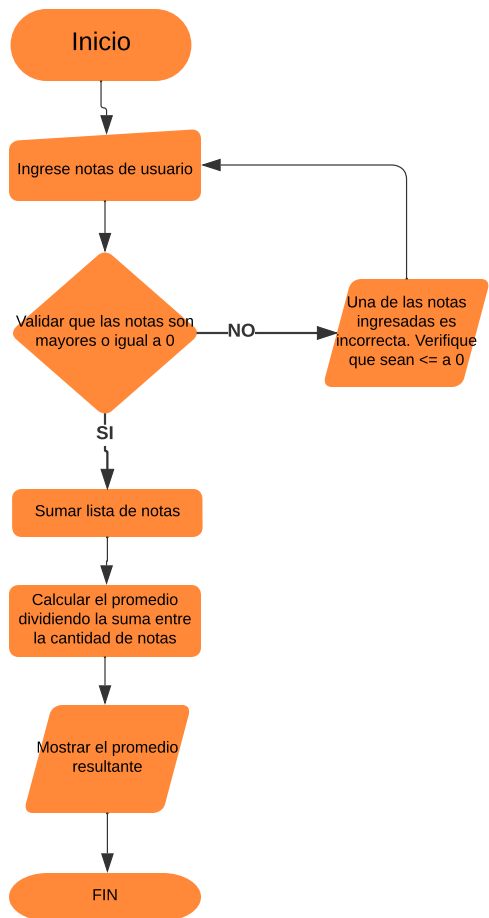 Inicio
Ingrese notas de usuario
Validar que las notas son
mayores o igual a 0
NO
Una de las notas
ingresadas es
incorrecta. Verifique
que sean <= a 0
SI
Sumar lista de notas
Calcular el promedio
dividiendo la suma entre
la cantidad de notas
Mostrar el promedio
resultante
FIN